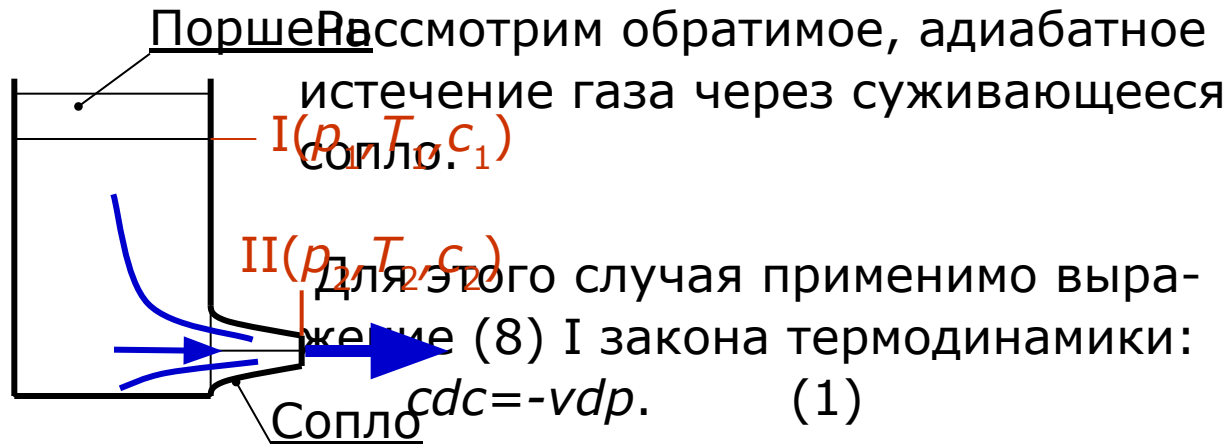 Поршень
Рассмотрим обратимое, адиабатное
истечение газа через суживающееся
сопло.
I(p₁,T₁,c₁)
II(p₂,T₂,c₂)
Для этого случая применимо выра-
жение (8) I закона термодинамики:
cdc=-vdp. (1)
Сопло